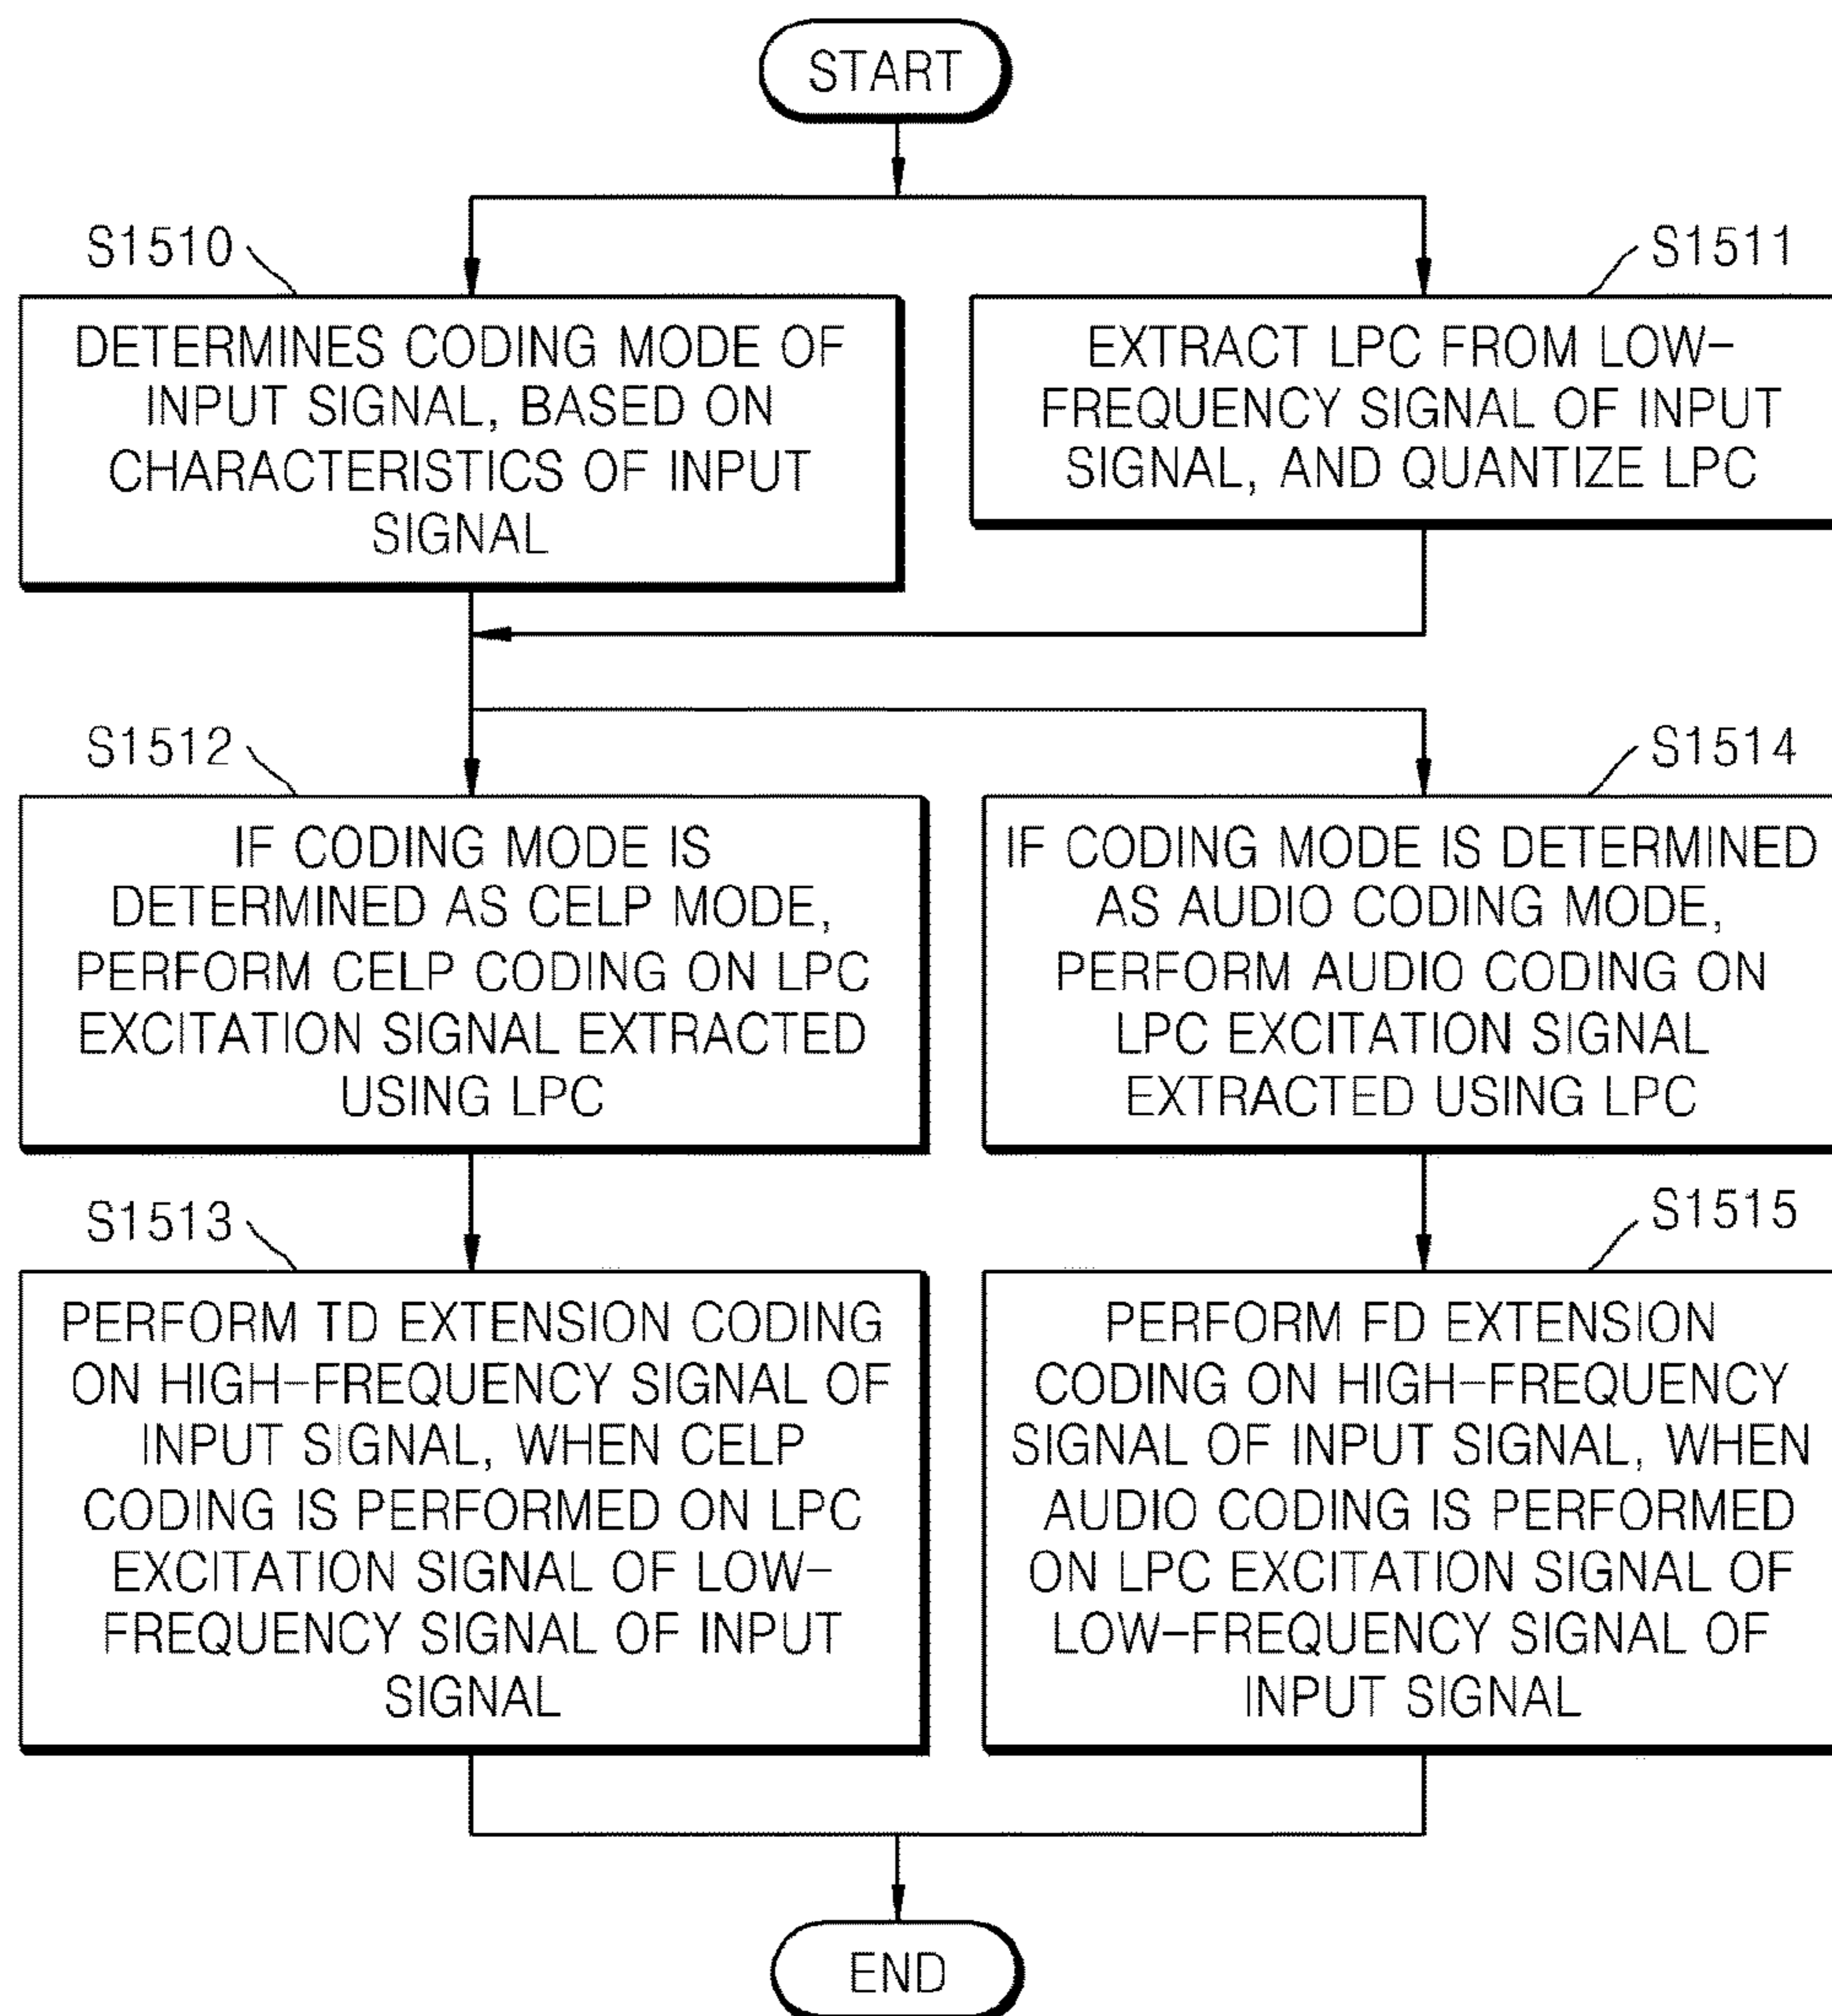 START
S1510
DETERMINES CODING MODE OF
INPUT SIGNAL, BASED ON
CHARACTERISTICS OF INPUT
SIGNAL
S1511
EXTRACT LPC FROM LOW-
FREQUENCY SIGNAL OF INPUT
SIGNAL, AND QUANTIZE LPC
S1512
IF CODING MODE IS
DETERMINED AS CELP MODE,
PERFORM CELP CODING ON LPC
EXCITATION SIGNAL EXTRACTED
USING LPC
S1514
IF CODING MODE IS DETERMINED
AS AUDIO CODING MODE,
PERFORM AUDIO CODING ON
LPC EXCITATION SIGNAL
EXTRACTED USING LPC
S1513
PERFORM TD EXTENSION CODING
ON HIGH-FREQUENCY SIGNAL OF
INPUT SIGNAL, WHEN CELP
CODING IS PERFORMED ON LPC
EXCITATION SIGNAL OF LOW-
FREQUENCY SIGNAL OF INPUT
SIGNAL
S1515
PERFORM FD EXTENSION
CODING ON HIGH-FREQUENCY
SIGNAL OF INPUT SIGNAL, WHEN
AUDIO CODING IS PERFORMED
ON LPC EXCITATION SIGNAL OF
LOW-FREQUENCY SIGNAL OF
INPUT SIGNAL
END